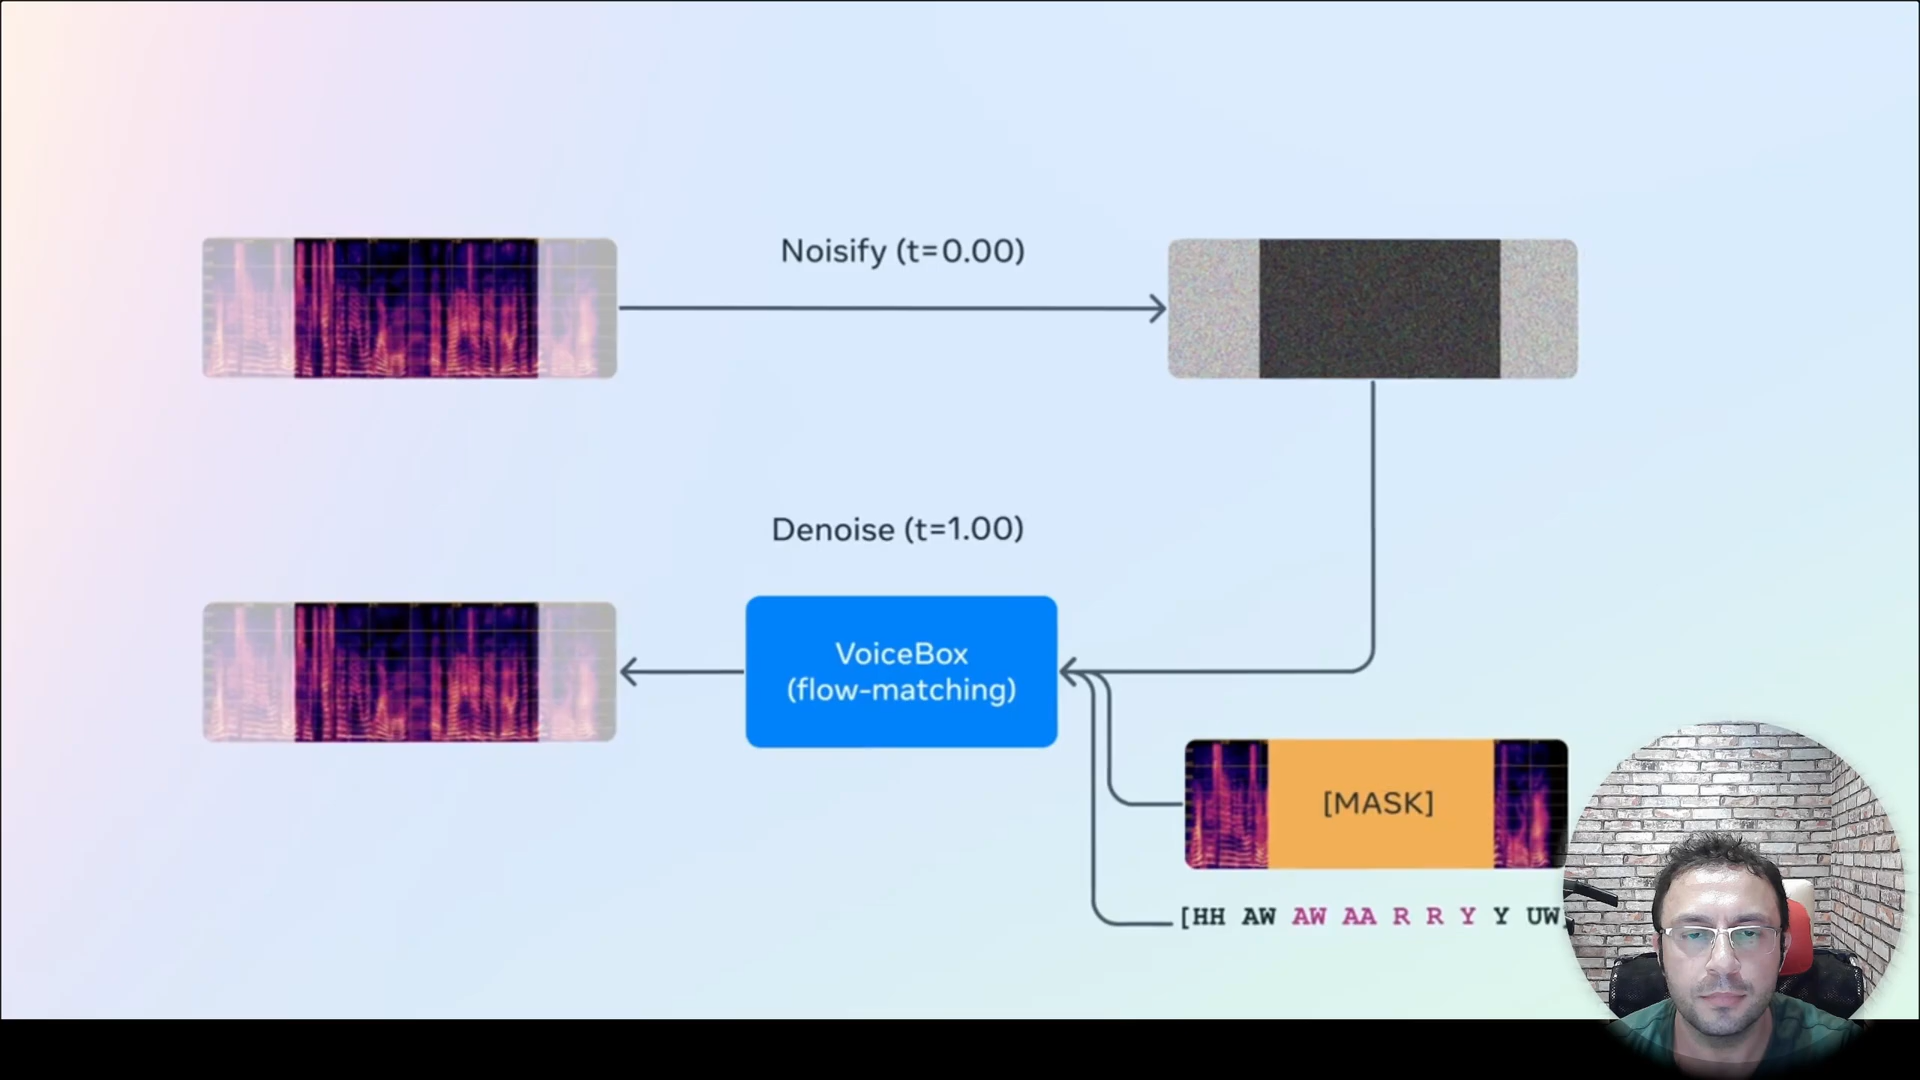 Noisify (t=0.00)
Denoise (t=1.00)
VoiceBox
(flow-matching)
[MASK]
[HH AW AW AA R R Y Y UW]